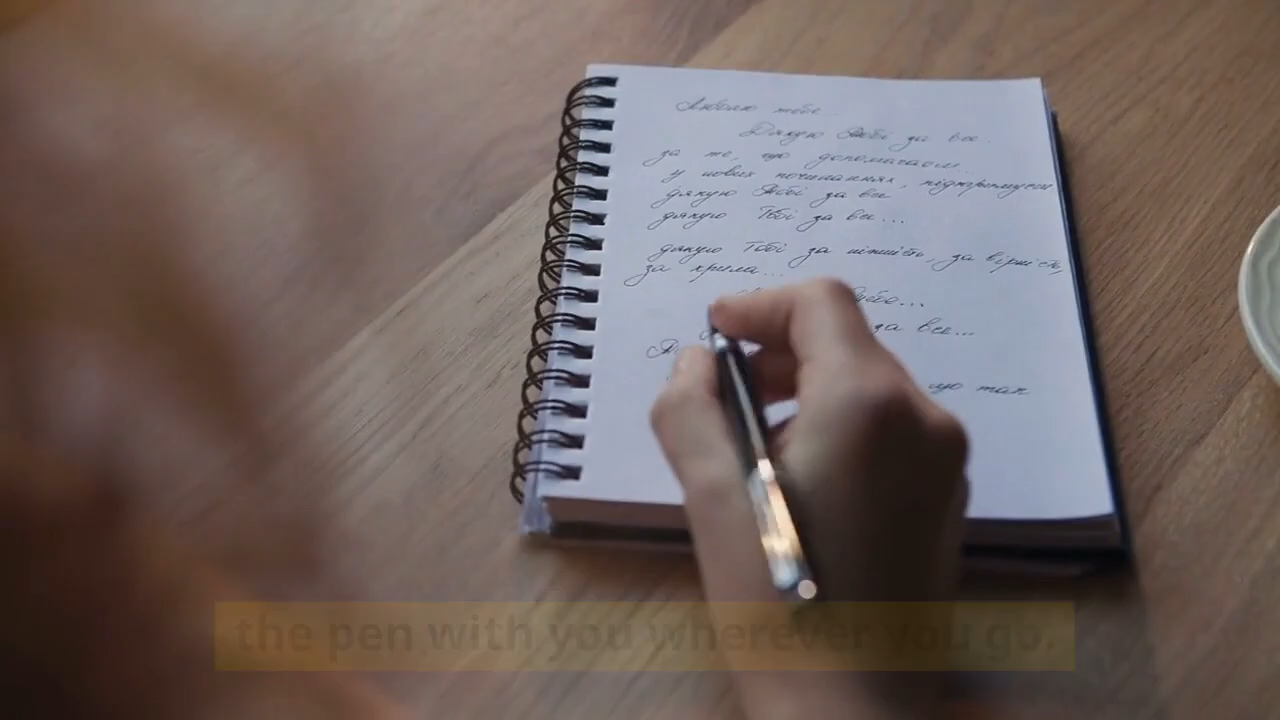 Люблю тебе...
Дякую Тобі за все.
за те, що допомагаєш...
у нових починаннях, підтримуєш
дякую Тобі за все
дякую Тобі за все...
дякую Тобі за ніжність, за вірність,
за крила...
за все...
що так
the pen with you wherever you go.